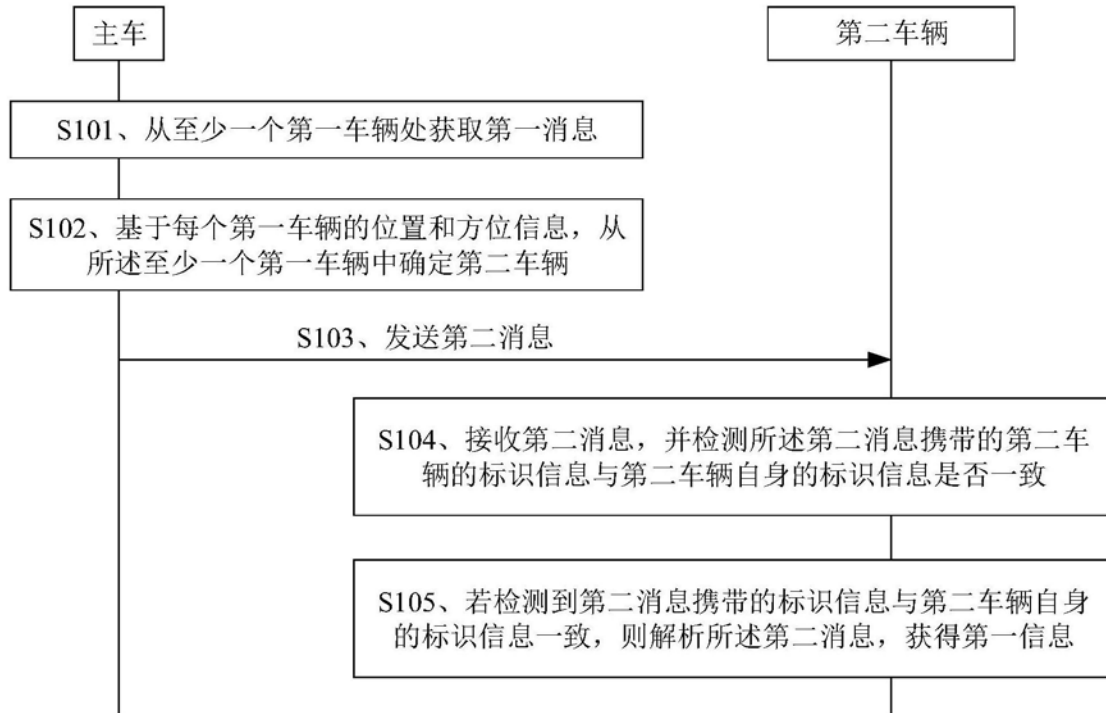 主车
第二车辆
S101、从至少一个第一车辆处获取第一消息
S102、基于每个第一车辆的位置和方位信息，从
所述至少一个第一车辆中确定第二车辆
S103、发送第二消息
S104、接收第二消息，并检测所述第二消息携带的第二车
辆的标识信息与第二车辆自身的标识信息是否一致
S105、若检测到第二消息携带的标识信息与第二车辆自身
的标识信息一致，则解析所述第二消息，获得第一信息